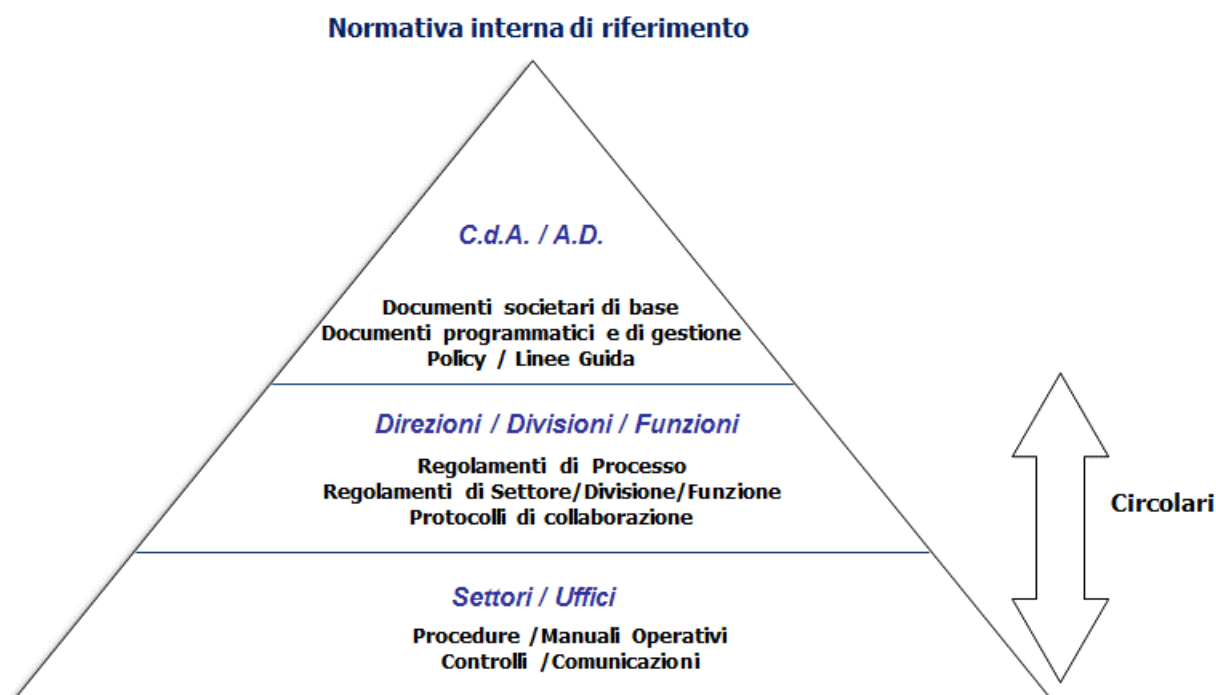 Normativa interna di riferimento
C.d.A. / A.D.
Documenti societari di base
Documenti programmatici e di gestione
Policy / Linee Guida
Direzioni / Divisioni / Funzioni
Regolamenti di Processo
Regolamenti di Settore/Divisione/Funzione
Protocolli di collaborazione
Circolari
Settori / Uffici
Procedure /Manuali Operativi
Controlli /Comunicazioni